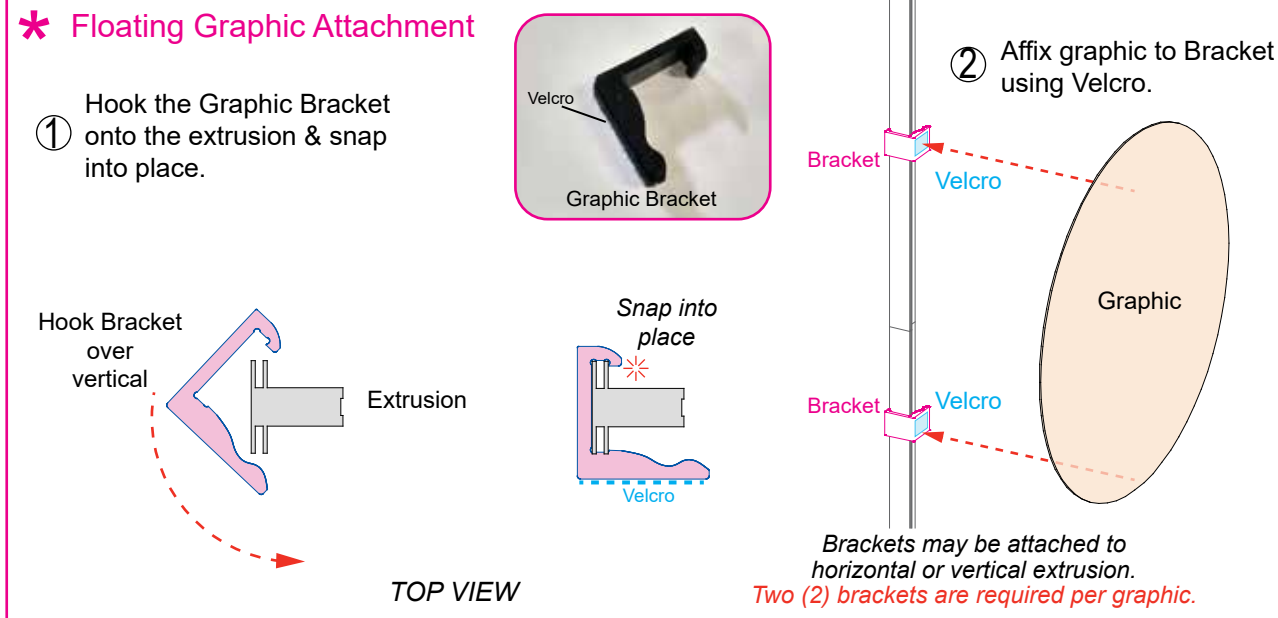 * Floating Graphic Attachment
① Hook the Graphic Bracket
onto the extrusion & snap
into place.
Velcro
Graphic Bracket
② Affix graphic to Bracket
using Velcro.
Bracket
Velcro
Graphic
Bracket
Velcro
Hook Bracket
over
vertical
Extrusion
Snap into
place
Velcro
TOP VIEW
Brackets may be attached to
horizontal or vertical extrusion.
Two (2) brackets are required per graphic.